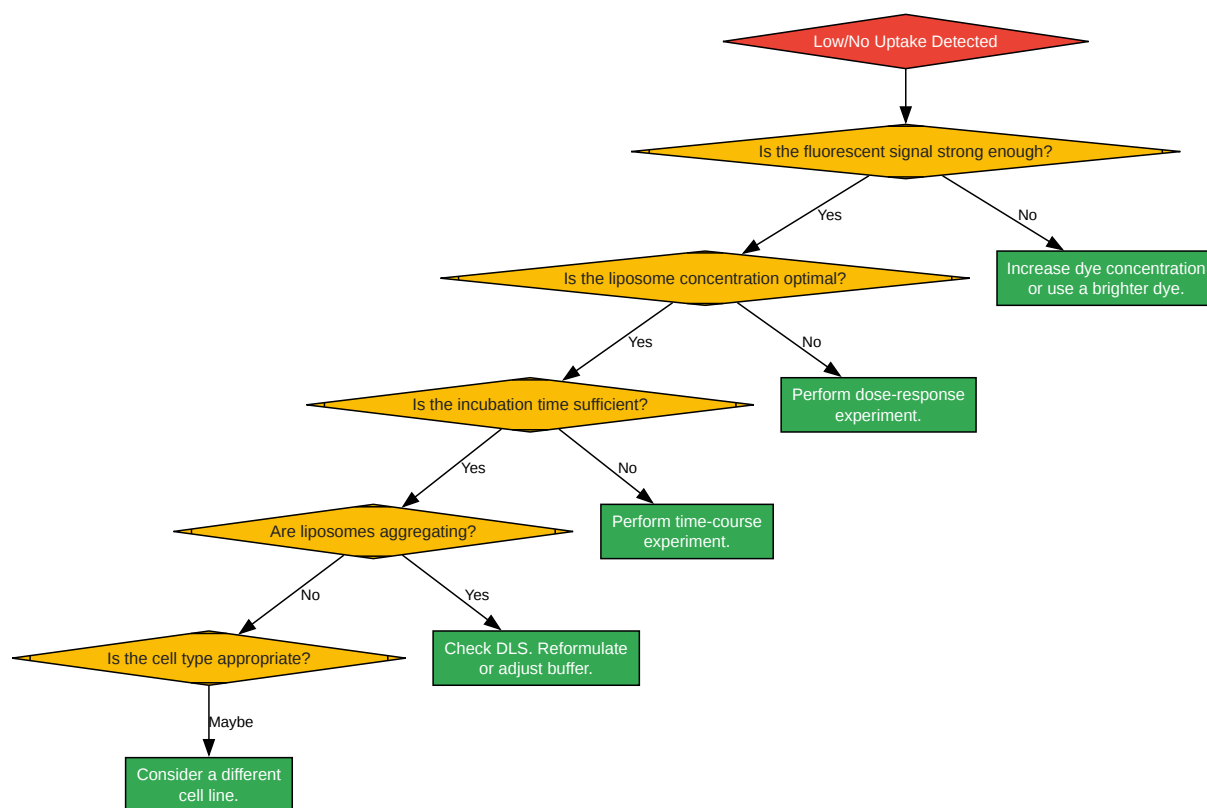 Low/No Uptake Detected
Is the fluorescent signal strong enough?
Yes
No
Is the liposome concentration optimal?
Increase dye concentration
or use a brighter dye.
Yes
No
Is the incubation time sufficient?
Perform dose-response
experiment.
Yes
No
Are liposomes aggregating?
Perform time-course
experiment.
No
Yes
Is the cell type appropriate?
Check DLS. Reformulate
or adjust buffer.
Maybe
Consider a different
cell line.